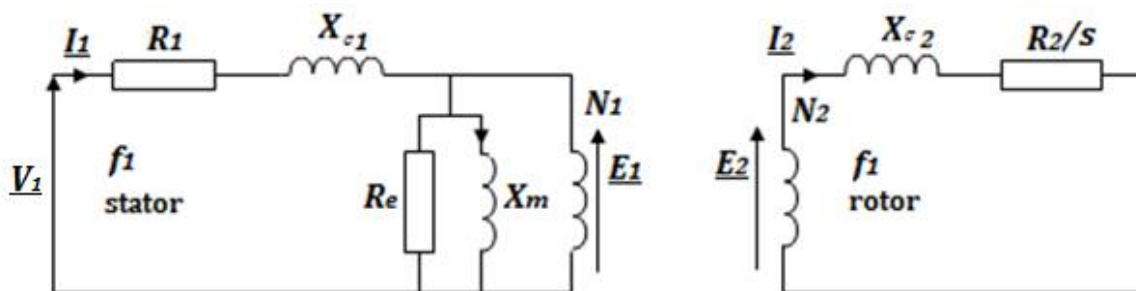 I1
R1
Xσ1
I2
Xσ2
R2/s
N1
N2
V1
f1
stator
Re
Xm
E1
E2
f1
rotor